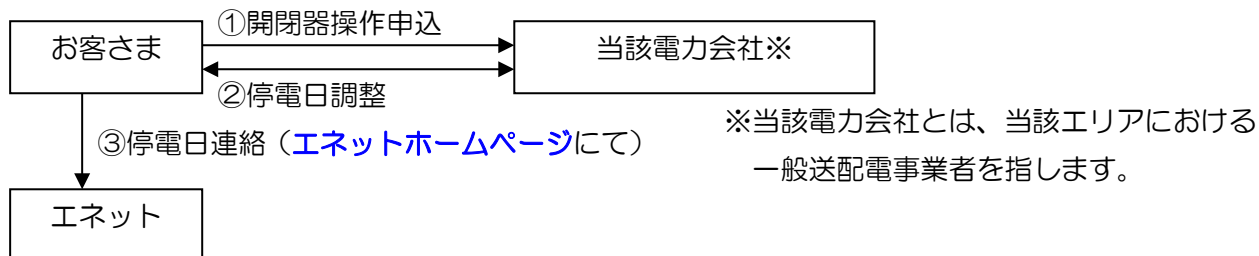 お客さま
①開閉器操作申込
当該電力会社※
②停電日調整
③停電日連絡（エネットホームページにて）
※当該電力会社とは、当該エリアにおける
一般送配電事業者を指します。
エネット